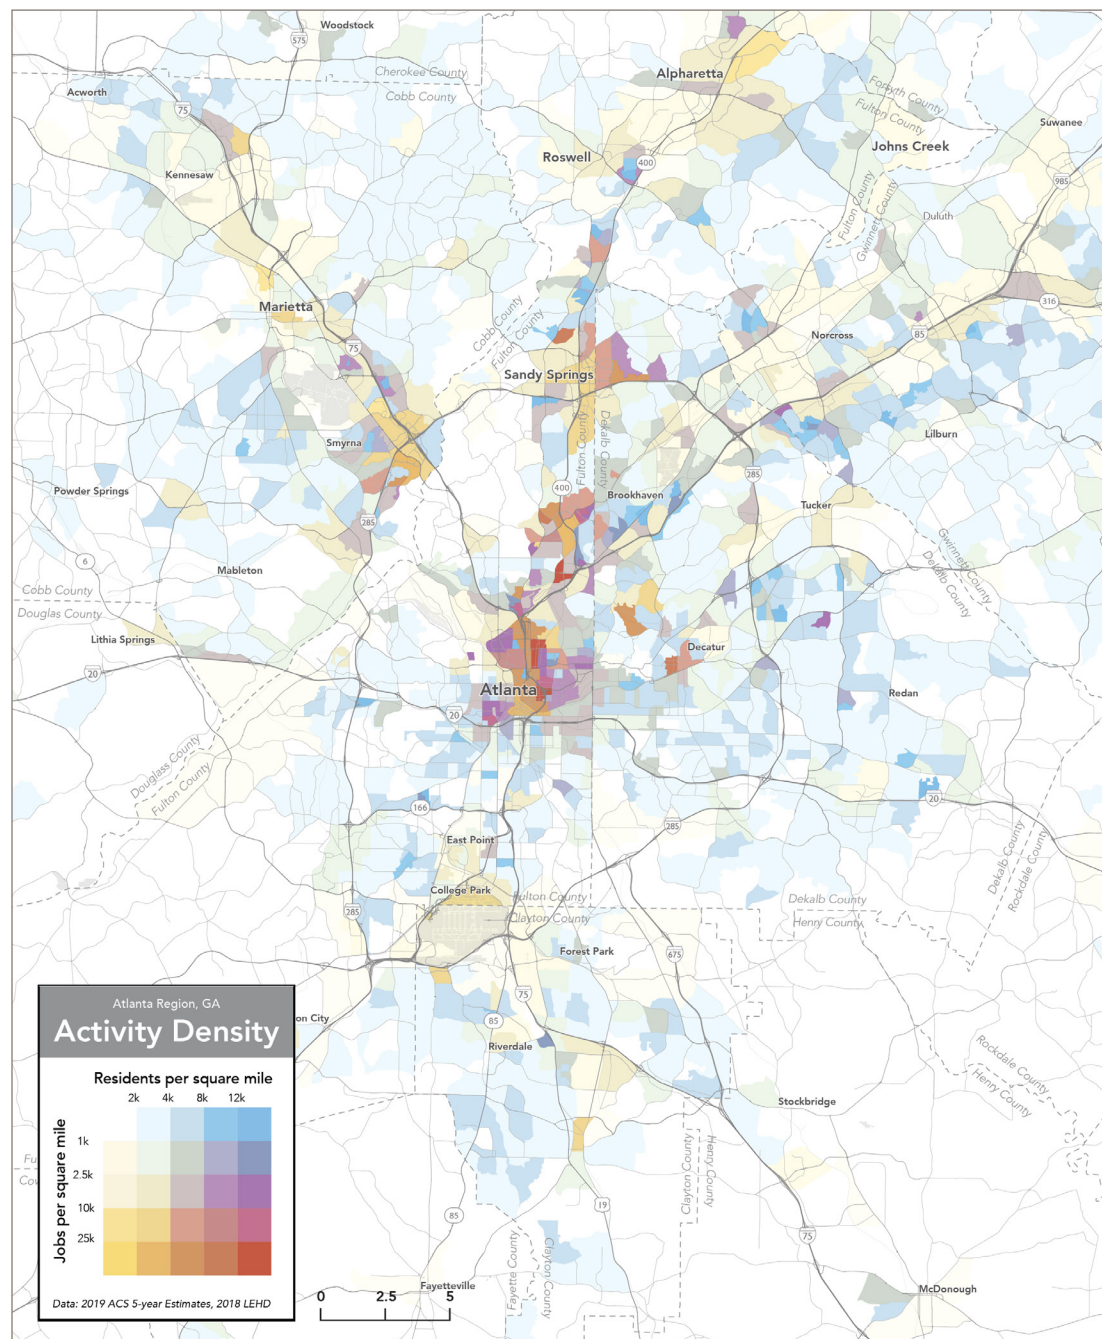 Woodstock
575
Cherokee County
Cobb County
Acworth
75
Alpharetta
Forsyth County
Fulton County
Suwanee
Johns Creek
Roswell
400
Kennesaw
985
Fulton County
Gwinnett County
Duluth
Marietta
316
Cobb County
Fulton County
Norcross
85
75
Sandy Springs
Fulton County
Dekalb County
Smyrna
Lilburn
285
Powder Springs
400
Brookhaven
Tucker
285
6
Mableton
Gwinnett County
Dekalb County
Cobb County
Douglas County
Lithia Springs
Decatur
20
Atlanta
Redan
20
Douglass County
Fulton County
166
20
285
East Point
Dekalb County
Rockdale County
College Park
Fulton County
Clayton County
Dekalb County
Henry County
285
Forest Park
675
75
on City
85
Riverdale
Rockdale County
Henry County
Stockbridge
Clayton County
Henry County
19
85
75
Fayette County
Clayton County
Fayetteville
McDonough
0 2.5 5
Atlanta Region, GA
Activity Density
Residents per square mile
2k 4k 8k 12k
Jobs per square mile
1k
2.5k
10k
25k
Data: 2019 ACS 5-year Estimates, 2018 LEHD
Fu
Co